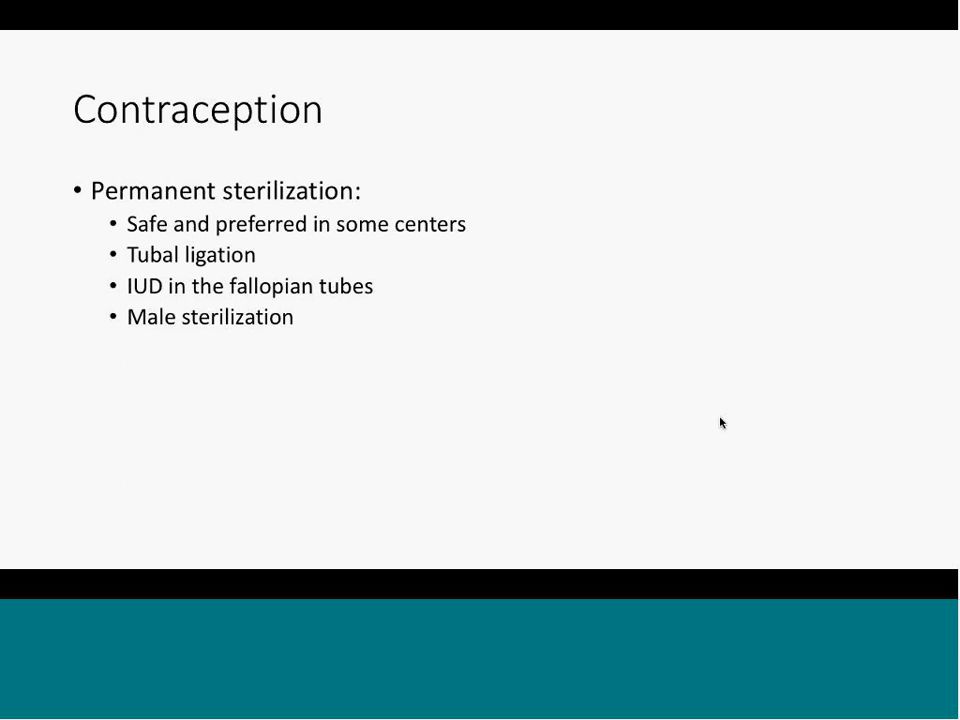 Contraception
• Permanent sterilization:
• Safe and preferred in some centers
• Tubal ligation
• IUD in the fallopian tubes
• Male sterilization